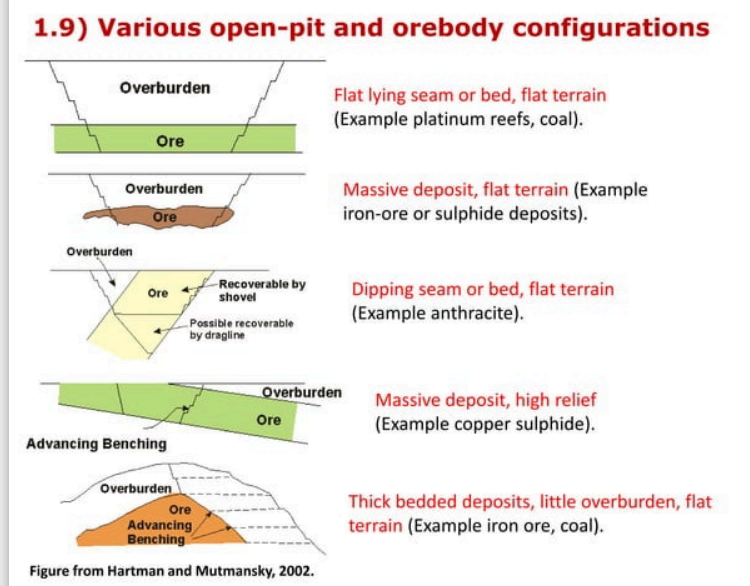 1.9) Various open-pit and orebody configurations
Overburden
Ore
Flat lying seam or bed, flat terrain
(Example platinum reefs, coal).
Overburden
Ore
Massive deposit, flat terrain (Example
iron-ore or sulphide deposits).
Overburden
Ore
Recoverable by
shovel
Possible recoverable
by dragline
Dipping seam or bed, flat terrain
(Example anthracite).
Overburden
Ore
Advancing Benching
Massive deposit, high relief
(Example copper sulphide).
Overburden
Ore
Advancing
Benching
Thick bedded deposits, little overburden, flat
terrain (Example iron ore, coal).
Figure from Hartman and Mutmansky, 2002.